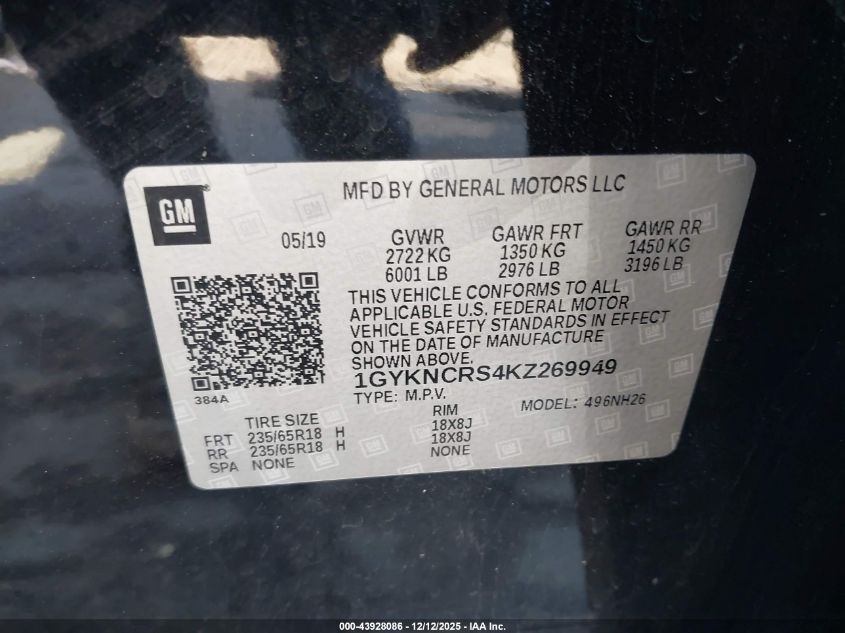 GM
MFD BY GENERAL MOTORS LLC
05/19
GVWR
2722 KG
6001 LB
GAWR FRT
1350 KG
2976 LB
GAWR RR
1450 KG
3196 LB
THIS VEHICLE CONFORMS TO ALL
APPLICABLE U.S. FEDERAL MOTOR
VEHICLE SAFETY STANDARDS IN EFFECT
ON THE DATE OF MANUFACTURE
SHOWN ABOVE.
1GYKNCRS4KZ269949
TYPE: M.P.V.
MODEL: 496NH26
384A
TIRE SIZE
RIM
FRT 235/65R18 H 18X8J
RR 235/65R18 H 18X8J
SPA NONE NONE
000-43928086 - 12/12/2025 - IAA Inc.